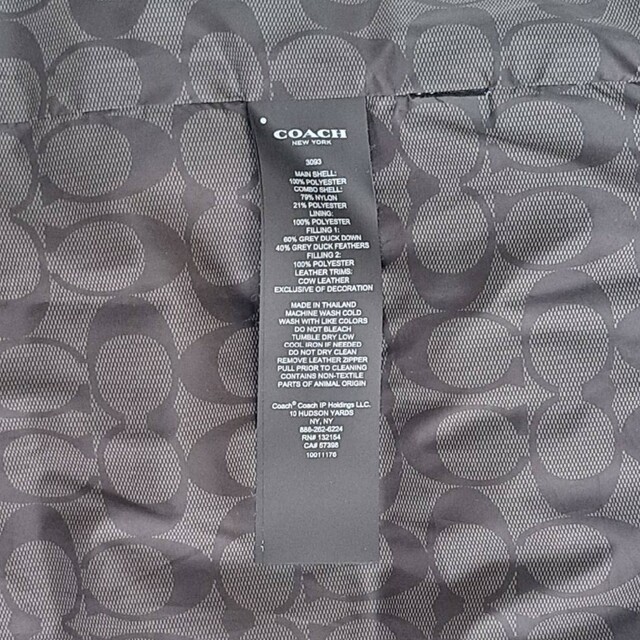 COACH
NEW YORK
3093
MAIN SHELL:
100% POLYESTER
COMBO SHELL:
79% NYLON
21% POLYESTER
LINING:
100% POLYESTER
FILLING 1:
60% GREY DUCK DOWN
40% GREY DUCK FEATHERS
FILLING 2:
100% POLYESTER
LEATHER TRIMS:
COW LEATHER
EXCLUSIVE OF DECORATION
MADE IN THAILAND
MACHINE WASH COLD
WASH WITH LIKE COLORS
DO NOT BLEACH
TUMBLE DRY LOW
COOL IRON IF NEEDED
DO NOT DRY CLEAN
REMOVE LEATHER ZIPPER
PULL PRIOR TO CLEANING
CONTAINS NON-TEXTILE
PARTS OF ANIMAL ORIGIN
Coach® Coach IP Holdings LLC.
10 HUDSON YARDS
NY, NY
888-262-6224
RN# 132154
CA# 57398
10011176